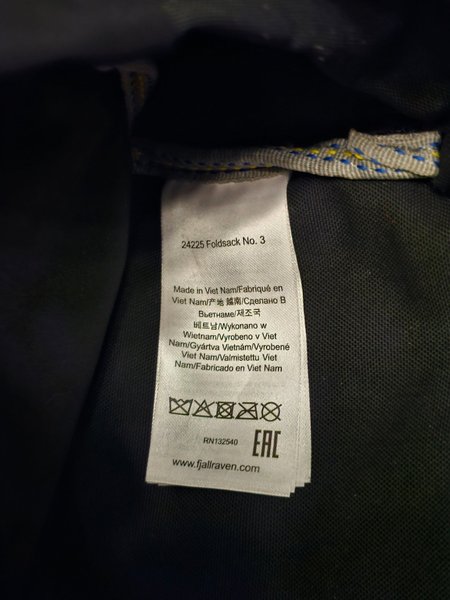 24225 Foldsack No. 3
Made in Viet Nam/Fabriqué en
Viet Nam/产地 越南/Сделано В
Вьетнаме/제조국
베트남/Wykonano w
Wietnam/Vyrobeno v Viet
Nam/Gyártva Vietnám/Vyrobené
Viet Nam/Valmistettu Viet
Nam/Fabricado en Viet Nam
RN132540
EAC
www.fjallraven.com